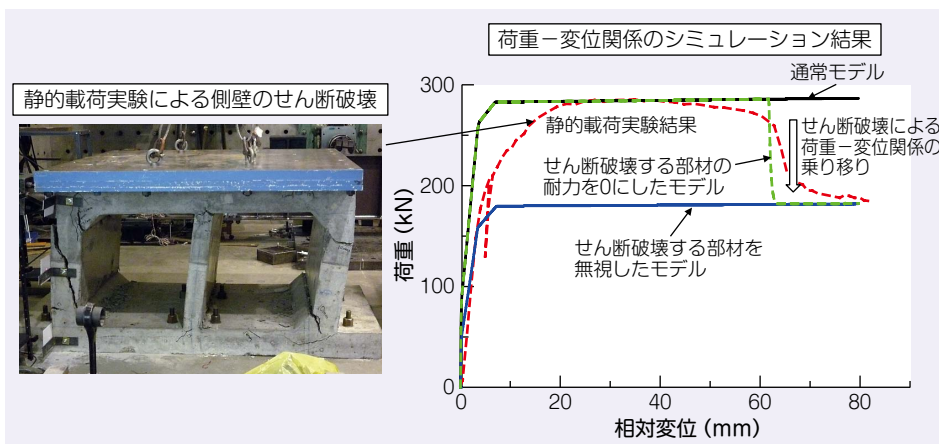 荷重－変位関係のシミュレーション結果
静的載荷実験による側壁のせん断破壊
通常モデル
静的載荷実験結果
せん断破壊による
荷重－変位関係の
乗り移り
せん断破壊する部材の
耐力を0にしたモデル
せん断破壊する部材を
無視したモデル
荷重（kN）
300
200
100
0
0
20
40
60
80
相対変位（mm）